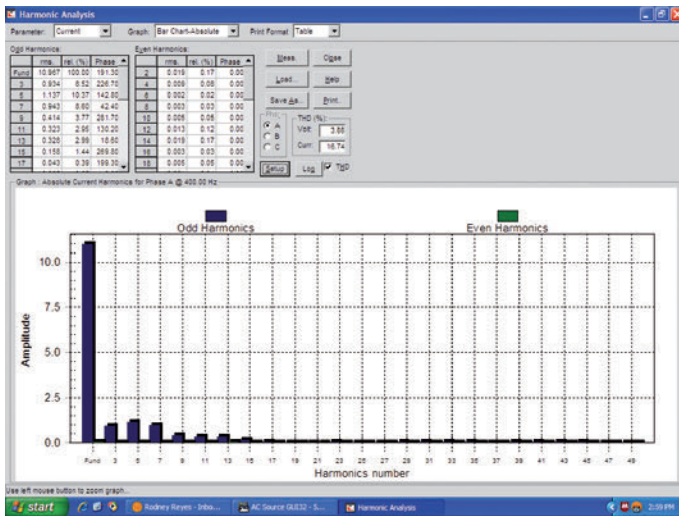 Harmonic Analysis
Parameter: Current Graph: Bar Chart-Absolute Print Format: Table
Odd Harmonics: Even Harmonics:
rms. rel. (%) Phase rms. rel. (%) Phase
Fund 10.967 100.00 191.30 2 0.019 0.17 0.00
3 0.934 8.52 226.70 4 0.009 0.08 0.00
5 1.137 10.37 142.80 6 0.002 0.02 0.00
7 0.943 8.60 42.40 8 0.003 0.03 0.00
9 0.414 3.77 281.70 10 0.005 0.05 0.00
11 0.323 2.95 130.20 12 0.013 0.12 0.00
13 0.328 2.99 18.60 14 0.019 0.17 0.00
15 0.158 1.44 269.80 16 0.003 0.03 0.00
17 0.043 0.39 199.30 18 0.005 0.05 0.00
Meas. Close
Load... Help
Save As... Print...
A
B
C
THD (%):
Volt: 3.88
Curr: 16.74
Setup Log THD
Graph : Absolute Current Harmonics for Phase A @ 400.00 Hz
Odd Harmonics Even Harmonics
Amplitude
10.0
7.5
5.0
2.5
0.0
Fund 3 5 7 9 11 13 15 17 19 21 23 25 27 29 31 33 35 37 39 41 43 45 47 49
Harmonics number
Use left mouse button to zoom graph...
start Rodney Reyes - Inbo... AC Source GUI32 - S... Harmonic Analysis 2:59 PM